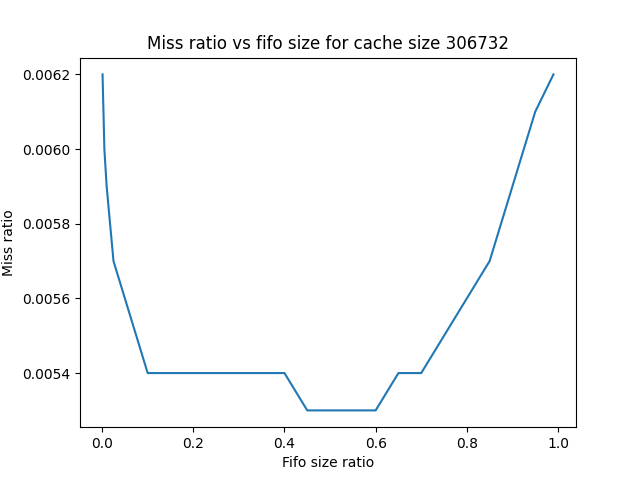 Miss ratio vs fifo size for cache size 306732
0.0062
0.0060
0.0058
0.0056
0.0054
Miss ratio
0.0 0.2 0.4 0.6 0.8 1.0
Fifo size ratio